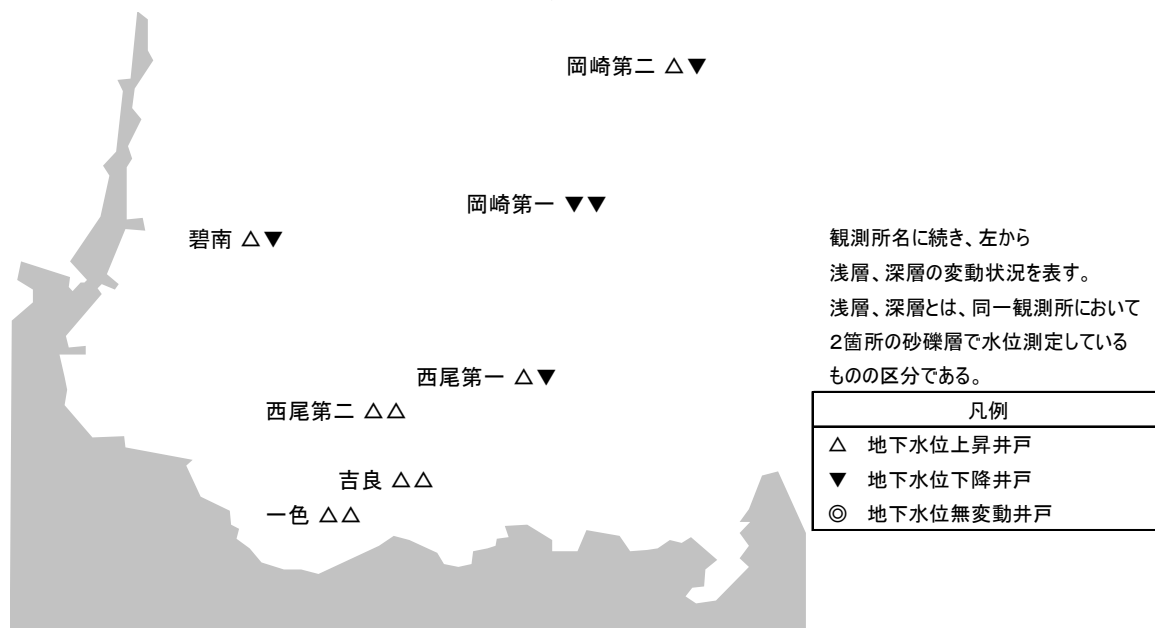 岡崎第二 △▼
岡崎第一 ▼▼
碧南 △▼
西尾第一 △▼
西尾第二 △△
吉良 △△
一色 △△
観測所名に続き、左から
浅層、深層の変動状況を表す。
浅層、深層とは、同一観測所において
２箇所の砂礫層で水位測定している
ものの区分である。
凡例
△ 地下水位上昇井戸
▼ 地下水位下降井戸
◎ 地下水位無変動井戸